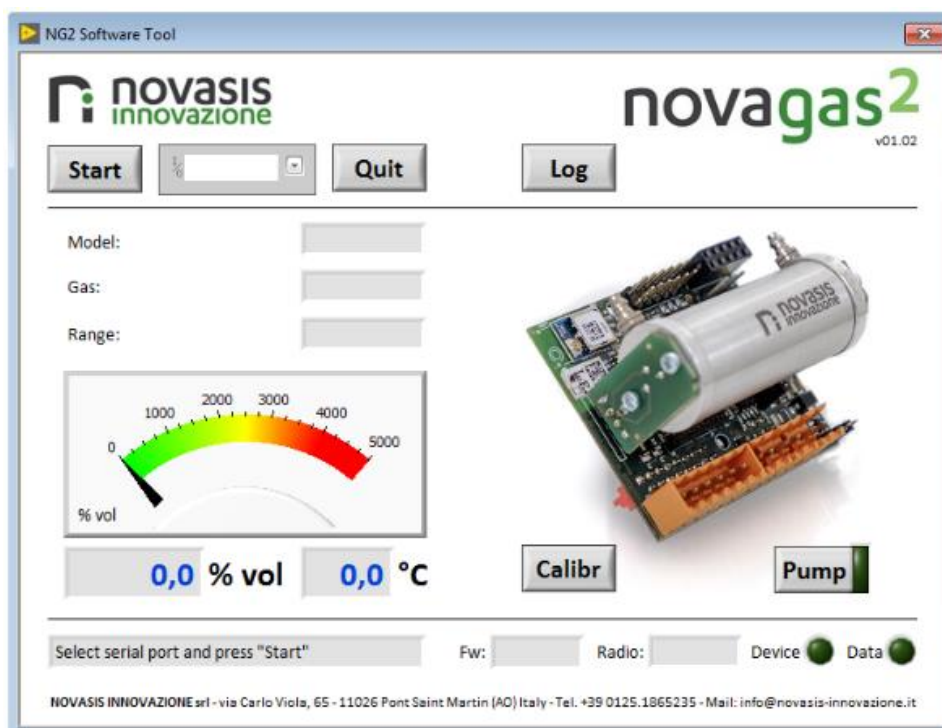 NG2 Software Tool
novasis
innovazione
novagas2
v01.02
Start
I/O
Quit
Log
Model:
Gas:
Range:
novasis
innovazione
0
1000
2000
3000
4000
5000
% vol
0,0 % vol
0,0 °C
Calibr
Pump
Select serial port and press "Start"
Fw:
Radio:
Device
Data
NOVASIS INNOVAZIONE srl - via Carlo Viola, 65 - 11026 Pont Saint Martin (AO) Italy - Tel. +39 0125.1865235 - Mail: info@novasis-innovazione.it